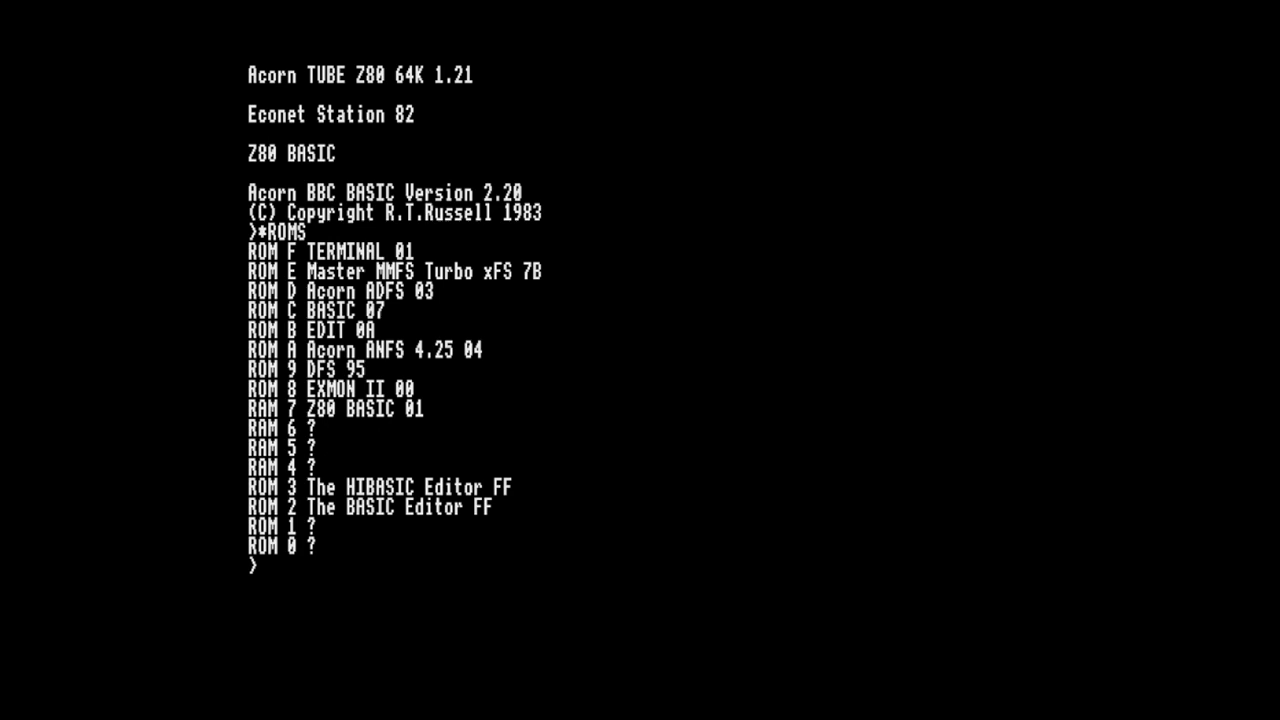 Acorn TUBE Z80 64K 1.21
Econet Station 82
Z80 BASIC
Acorn BBC BASIC Version 2.20
(C) Copyright R.T.Russell 1983
>*ROMS
ROM F TERMINAL 01
ROM E Master MMFS Turbo xFS 7B
ROM D Acorn ADFS 03
ROM C BASIC 07
ROM B EDIT 0A
ROM A Acorn ANFS 4.25 04
ROM 9 DFS 95
ROM 8 EXMON II 00
RAM 7 Z80 BASIC 01
RAM 6 ?
RAM 5 ?
RAM 4 ?
ROM 3 The HIBASIC Editor FF
ROM 2 The BASIC Editor FF
ROM 1 ?
ROM 0 ?
>